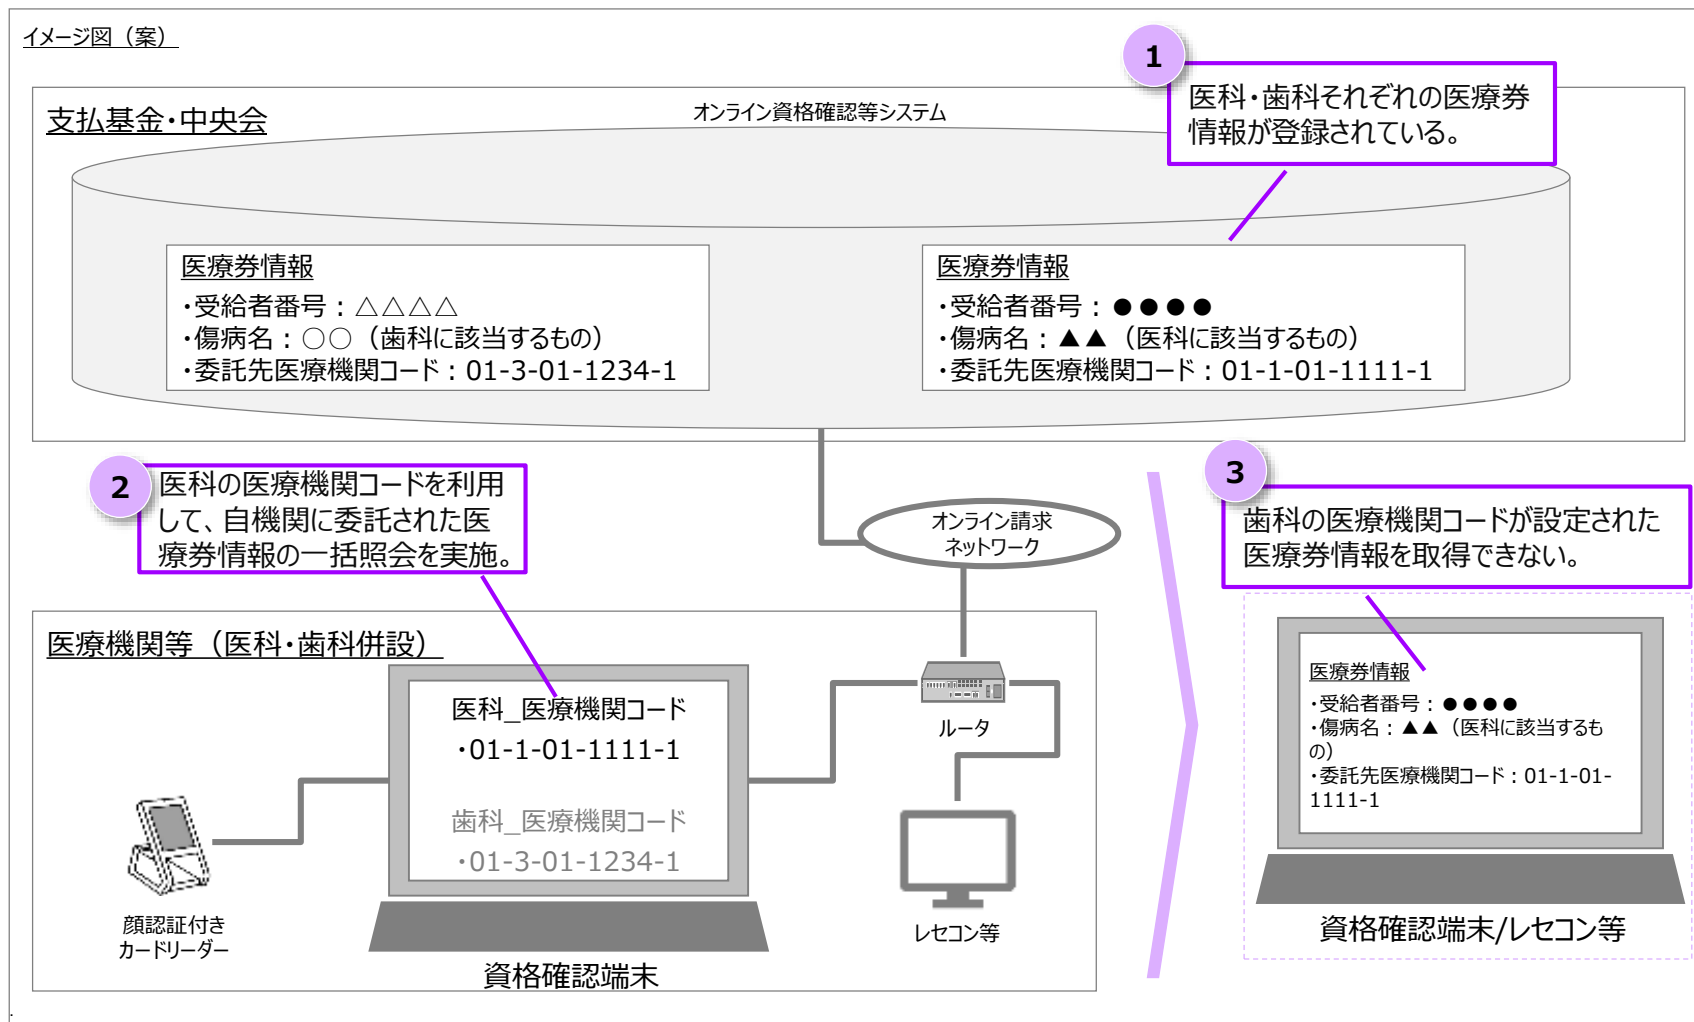 イメージ図（案）
1
医科・歯科それぞれの医療券
情報が登録されている。
支払基金・中央会
オンライン資格確認等システム
医療券情報
・受給者番号：△△△△
・傷病名：○○（歯科に該当するもの）
・委託先医療機関コード：01-3-01-1234-1
医療券情報
・受給者番号：●●●●
・傷病名：▲▲（医科に該当するもの）
・委託先医療機関コード：01-1-01-1111-1
2
医科の医療機関コードを利用
して、自機関に委託された医
療券情報の一括照会を実施。
オンライン請求
ネットワーク
3
歯科の医療機関コードが設定された
医療券情報を取得できない。
医療機関等（医科・歯科併設）
医科_医療機関コード
・01-1-01-1111-1
歯科_医療機関コード
・01-3-01-1234-1
ルータ
顔認証付き
カードリーダー
レセコン等
資格確認端末
医療券情報
・受給者番号：●●●●
・傷病名：▲▲（医科に該当するも
の）
・委託先医療機関コード：01-1-01-
1111-1
資格確認端末/レセコン等